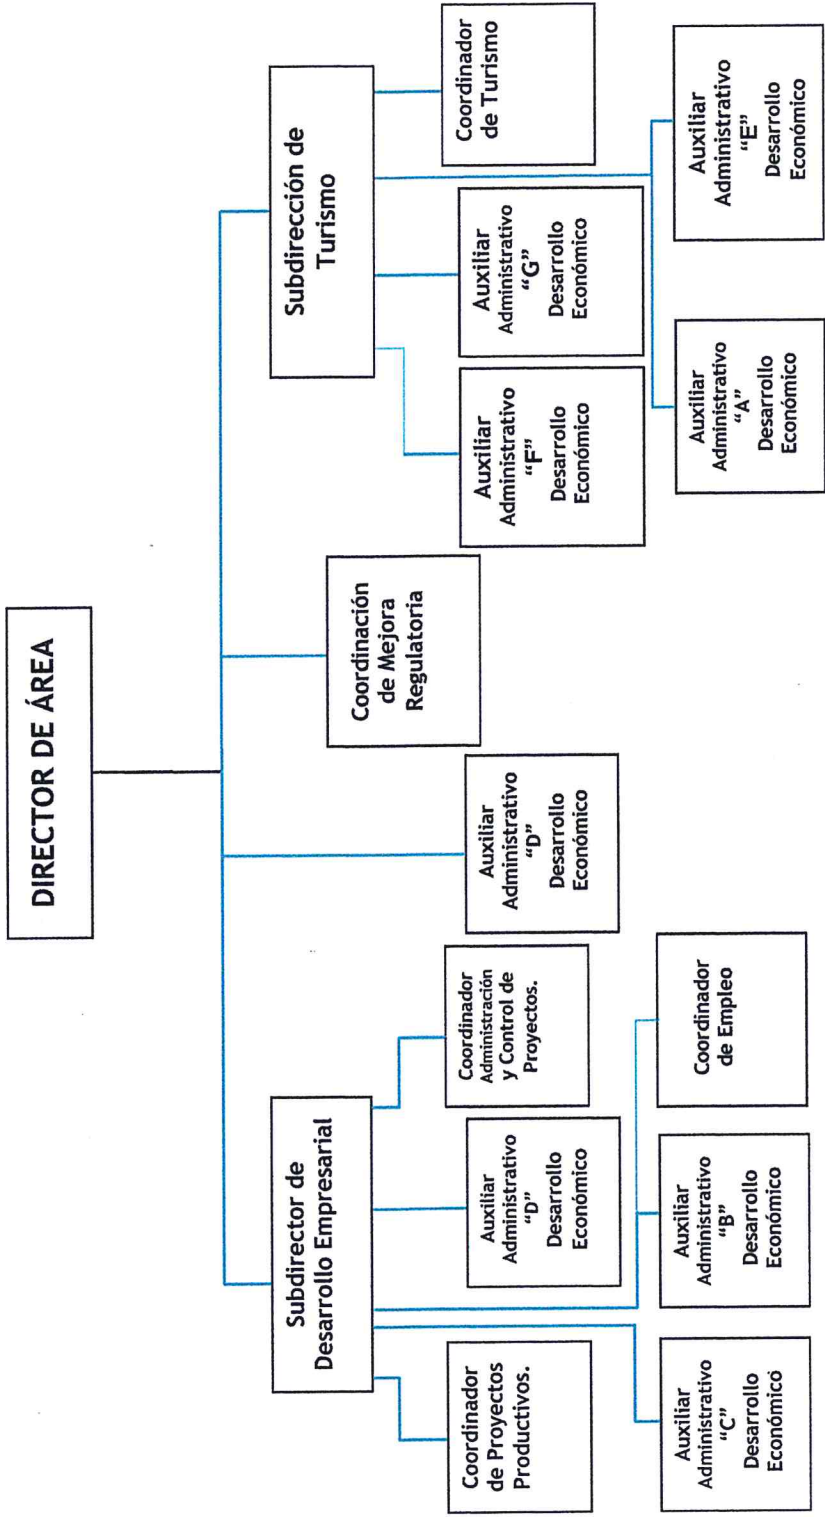 DIRECTOR DE ÁREA
Subdirector de
Desarrollo Empresarial
Subdirección de
Turismo
Coordinación
de Mejora
Regulatoria
Coordinador
de Proyectos
Productivos.
Auxiliar
Administrativo
“D”
Desarrollo
Económico
Coordinador
Administración
y Control de
Proyectos.
Auxiliar
Administrativo
“D”
Desarrollo
Económico
Auxiliar
Administrativo
“F”
Desarrollo
Económico
Auxiliar
Administrativo
“G”
Desarrollo
Económico
Coordinador
de Turismo
Auxiliar
Administrativo
“C”
Desarrollo
Económico
Auxiliar
Administrativo
“B”
Desarrollo
Económico
Coordinador
de Empleo
Auxiliar
Administrativo
“A”
Desarrollo
Económico
Auxiliar
Administrativo
“E”
Desarrollo
Económico